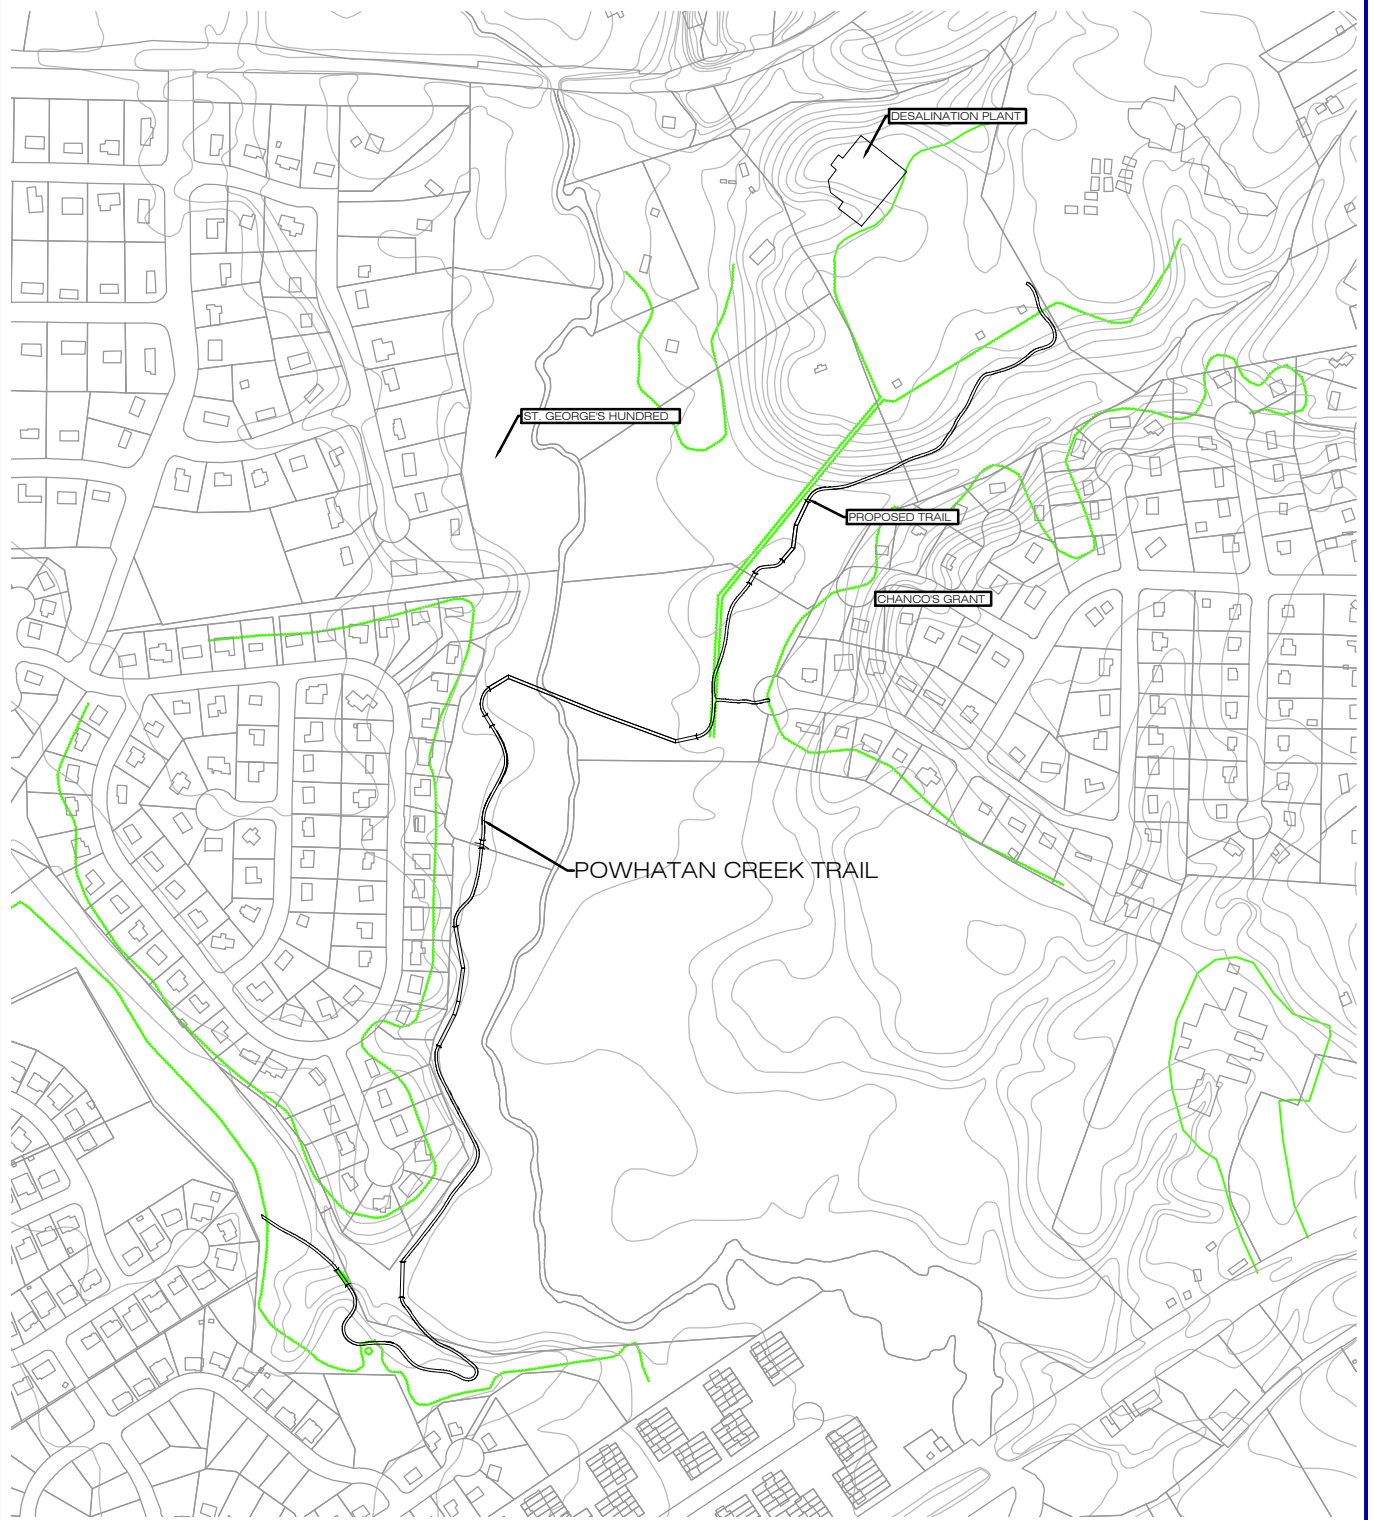 DESALINATION PLANT
ST. GEORGE'S HUNDRED
PROPOSED TRAIL
CHANCO'S GRANT
POWHATAN CREEK TRAIL